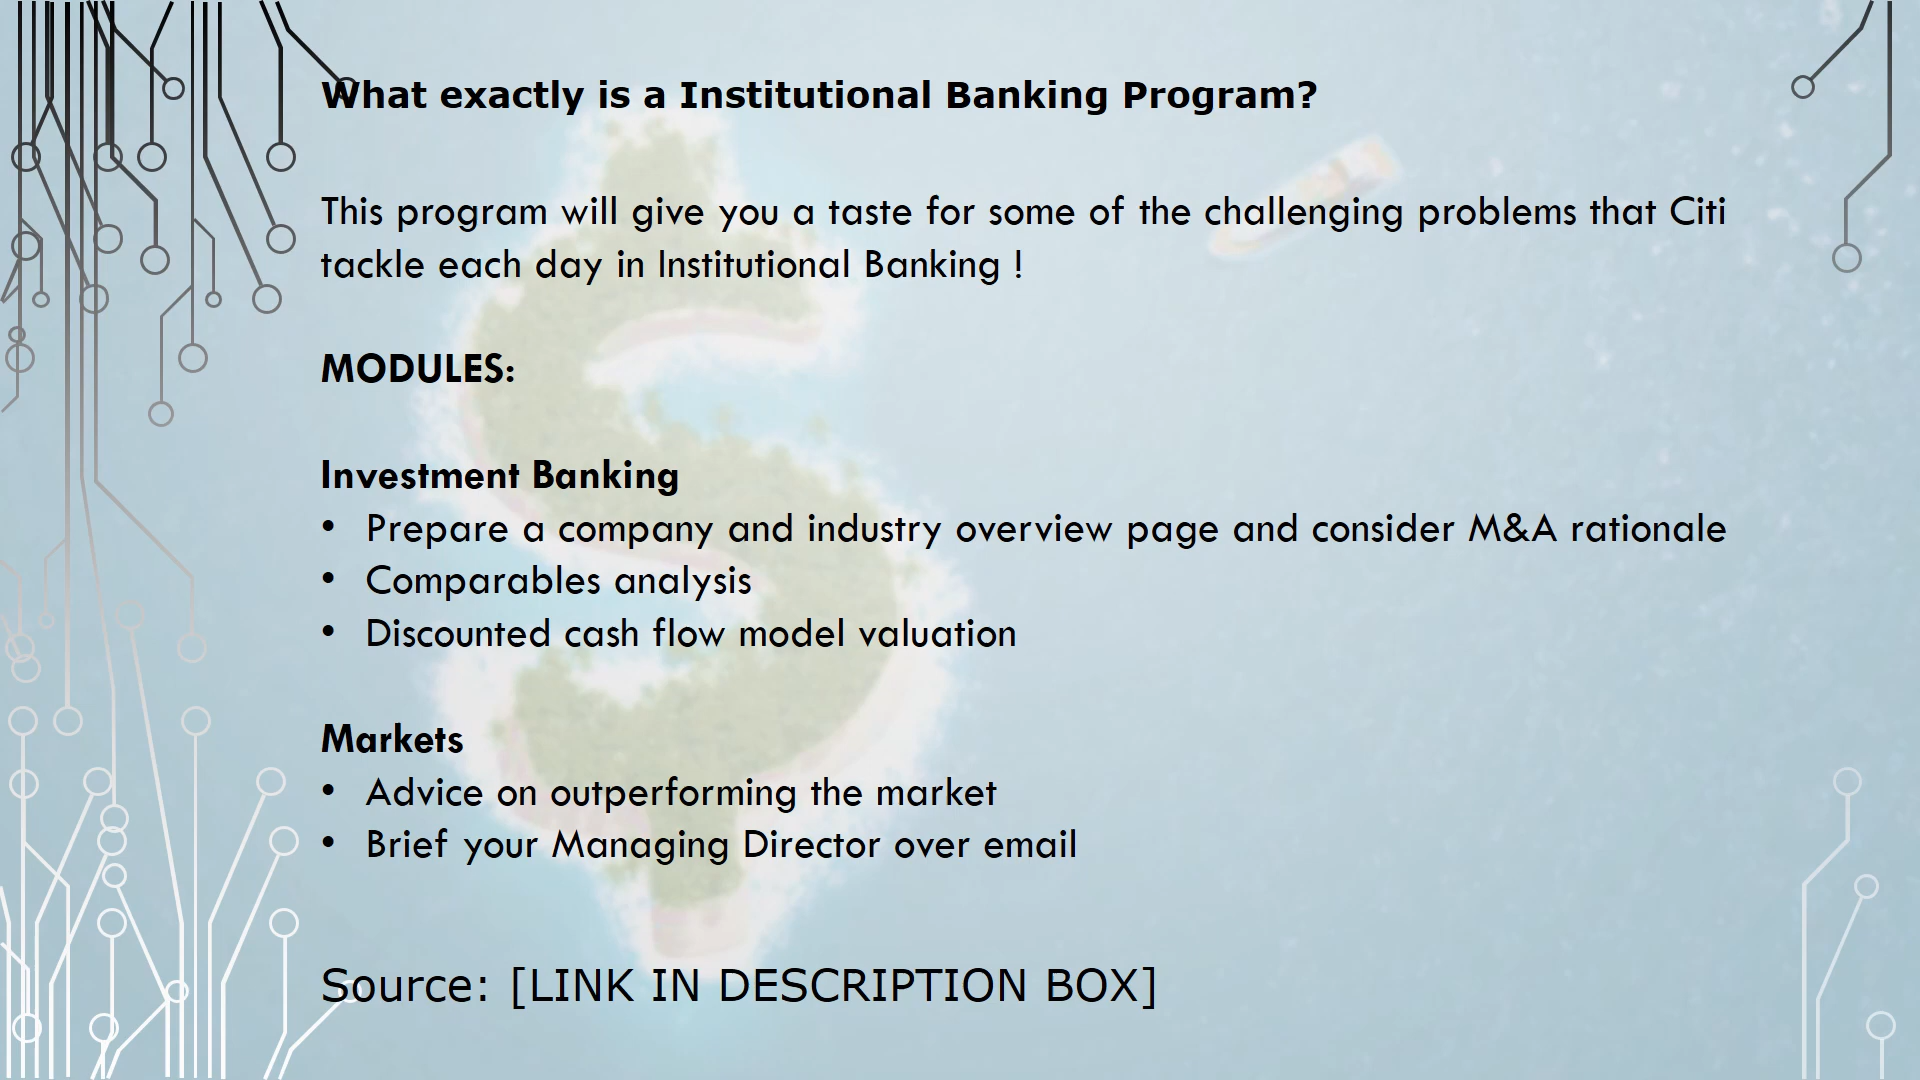 What exactly is a Institutional Banking Program?
This program will give you a taste for some of the challenging problems that Citi
tackle each day in Institutional Banking !
MODULES:
Investment Banking
• Prepare a company and industry overview page and consider M&A rationale
• Comparables analysis
• Discounted cash flow model valuation
Markets
• Advice on outperforming the market
• Brief your Managing Director over email
Source: [LINK IN DESCRIPTION BOX]